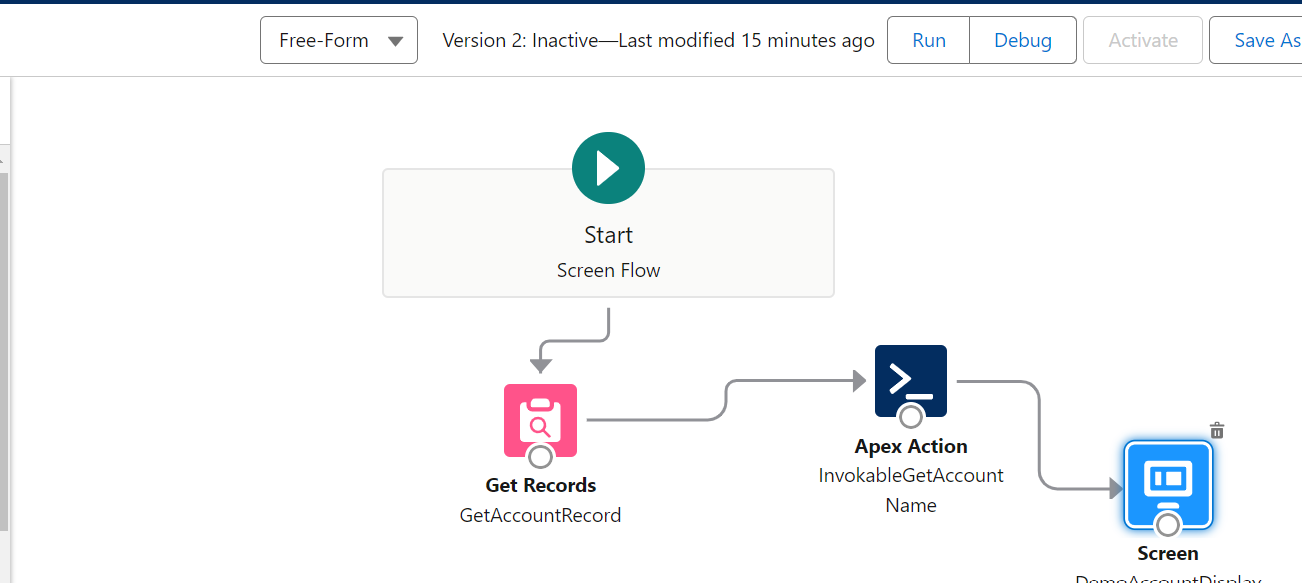 Free-Form
Version 2: Inactive—Last modified 15 minutes ago
Run
Debug
Activate
Save As
Start
Screen Flow
Get Records
GetAccountRecord
Apex Action
InvokableGetAccount
Name
Screen
DemoAccountDisplay